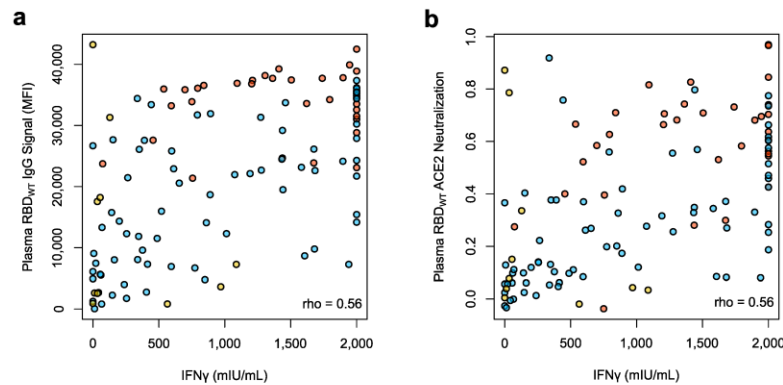 a
Plasma RBDWT IgG Signal (MFI)
40,000
30,000
20,000
10,000
0
rho = 0.56
0
500
1,000
1,500
2,000
IFNγ (mIU/mL)
b
Plasma RBDWT ACE2 Neutralization
1.0
0.8
0.6
0.4
0.2
0.0
rho = 0.56
0
500
1,000
1,500
2,000
IFNγ (mIU/mL)